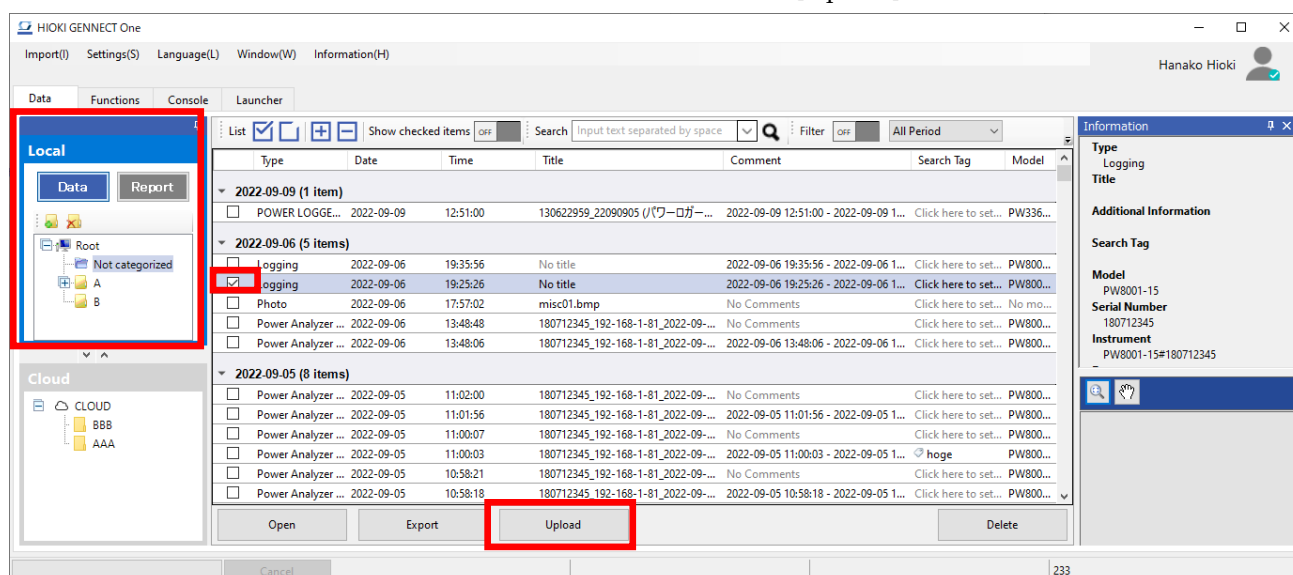 HIOKI GENNECT One
Import(I) Settings(S) Language(L) Window(W) Information(H)
Hanako Hioki
Data Functions Console Launcher
Local
Data Report
Root
Not categorized
A
B
Cloud
CLOUD
BBB
AAA
List Show checked items OFF Search Input text separated by space Filter OFF All Period
Type Date Time Title Comment Search Tag Model
2022-09-09 (1 item)
POWER LOGGE... 2022-09-09 12:51:00 130622959_22090905 (パワーロガー... 2022-09-09 12:51:00 - 2022-09-09 1... Click here to set... PW336...
2022-09-06 (5 items)
Logging 2022-09-06 19:35:56 No title 2022-09-06 19:35:56 - 2022-09-06 1... Click here to set... PW800...
Logging 2022-09-06 19:25:26 No title 2022-09-06 19:25:26 - 2022-09-06 1... Click here to set... PW800...
Photo 2022-09-06 17:57:02 misc01.bmp No Comments Click here to set... No mo...
Power Analyzer ... 2022-09-06 13:48:48 180712345_192-168-1-81_2022-09-... No Comments Click here to set... PW800...
Power Analyzer ... 2022-09-06 13:48:06 180712345_192-168-1-81_2022-09-... 2022-09-06 13:48:06 - 2022-09-06 1... Click here to set... PW800...
2022-09-05 (8 items)
Power Analyzer ... 2022-09-05 11:02:00 180712345_192-168-1-81_2022-09-... No Comments Click here to set... PW800...
Power Analyzer ... 2022-09-05 11:01:56 180712345_192-168-1-81_2022-09-... 2022-09-05 11:01:56 - 2022-09-05 1... Click here to set... PW800...
Power Analyzer ... 2022-09-05 11:00:07 180712345_192-168-1-81_2022-09-... No Comments Click here to set... PW800...
Power Analyzer ... 2022-09-05 11:00:03 180712345_192-168-1-81_2022-09-... 2022-09-05 11:00:03 - 2022-09-05 1... hoge PW800...
Power Analyzer ... 2022-09-05 10:58:21 180712345_192-168-1-81_2022-09-... No Comments Click here to set... PW800...
Power Analyzer ... 2022-09-05 10:58:18 180712345_192-168-1-81_2022-09-... 2022-09-05 10:58:18 - 2022-09-05 1... Click here to set... PW800...
Open Export Upload Delete
Information
Type
Logging
Title
Additional Information
Search Tag
Model
PW8001-15
Serial Number
180712345
Instrument
PW8001-15#180712345
Cancel 233